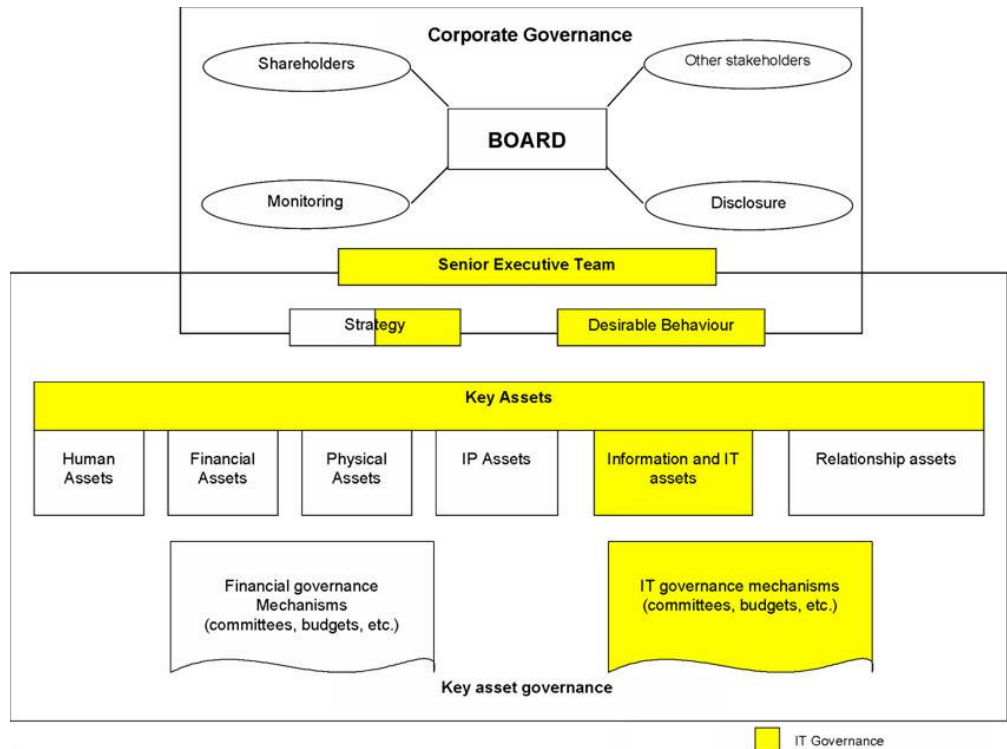 Corporate Governance
Shareholders
Other stakeholders
BOARD
Monitoring
Disclosure
Senior Executive Team
Strategy
Desirable Behaviour
Key Assets
Human
Assets
Financial
Assets
Physical
Assets
IP Assets
Information and IT
assets
Relationship assets
Financial governance
Mechanisms
(committees, budgets, etc.)
IT governance mechanisms
(committees, budgets, etc.)
Key asset governance
IT Governance